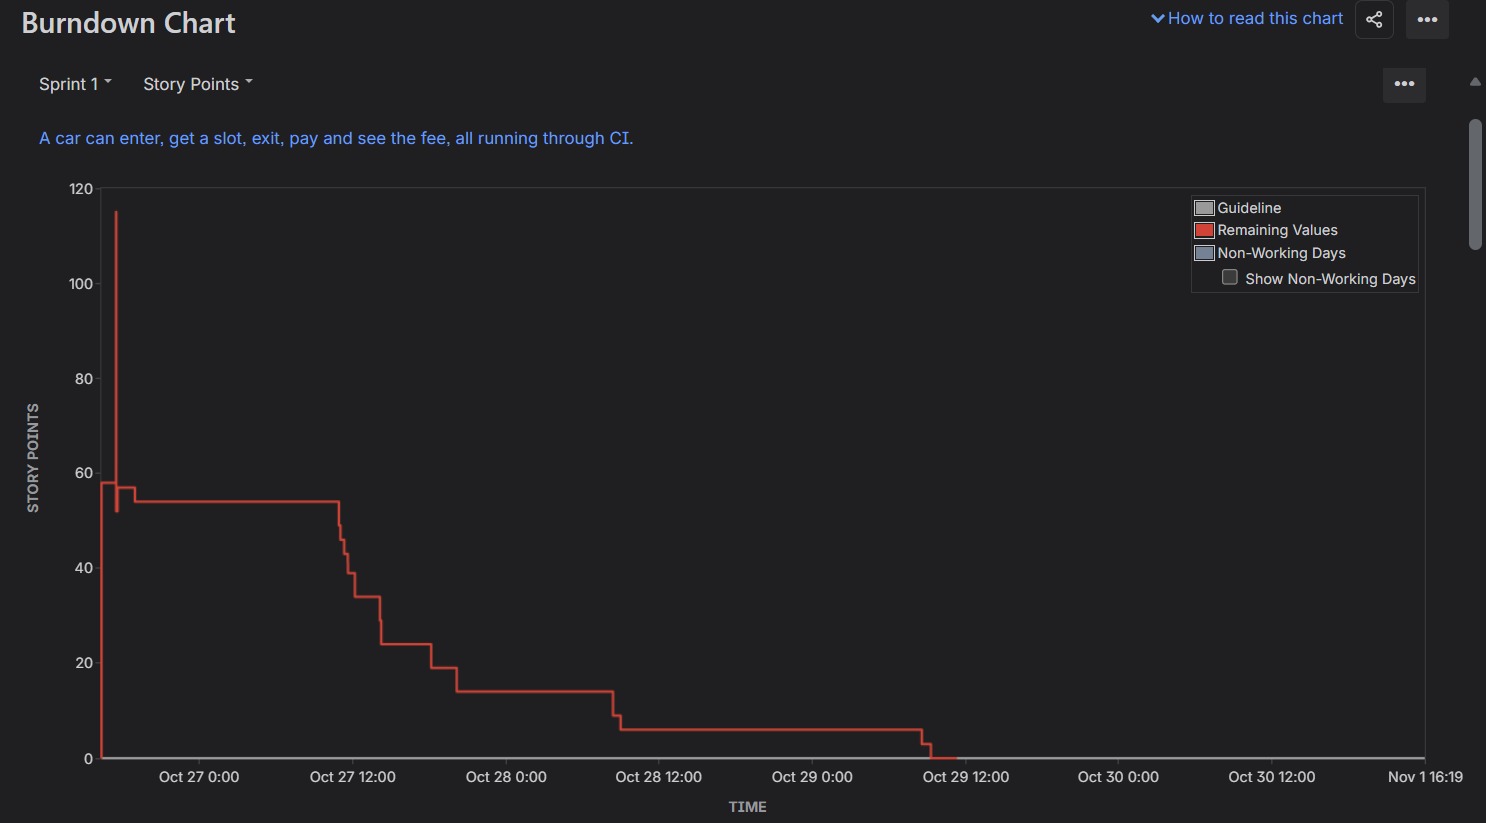 Burndown Chart
How to read this chart
Sprint 1
Story Points
A car can enter, get a slot, exit, pay and see the fee, all running through CI.
120
100
80
60
40
20
0
STORY POINTS
Guideline
Remaining Values
Non-Working Days
Show Non-Working Days
Oct 27 0:00
Oct 27 12:00
Oct 28 0:00
Oct 28 12:00
Oct 29 0:00
Oct 29 12:00
Oct 30 0:00
Oct 30 12:00
Nov 1 16:19
TIME